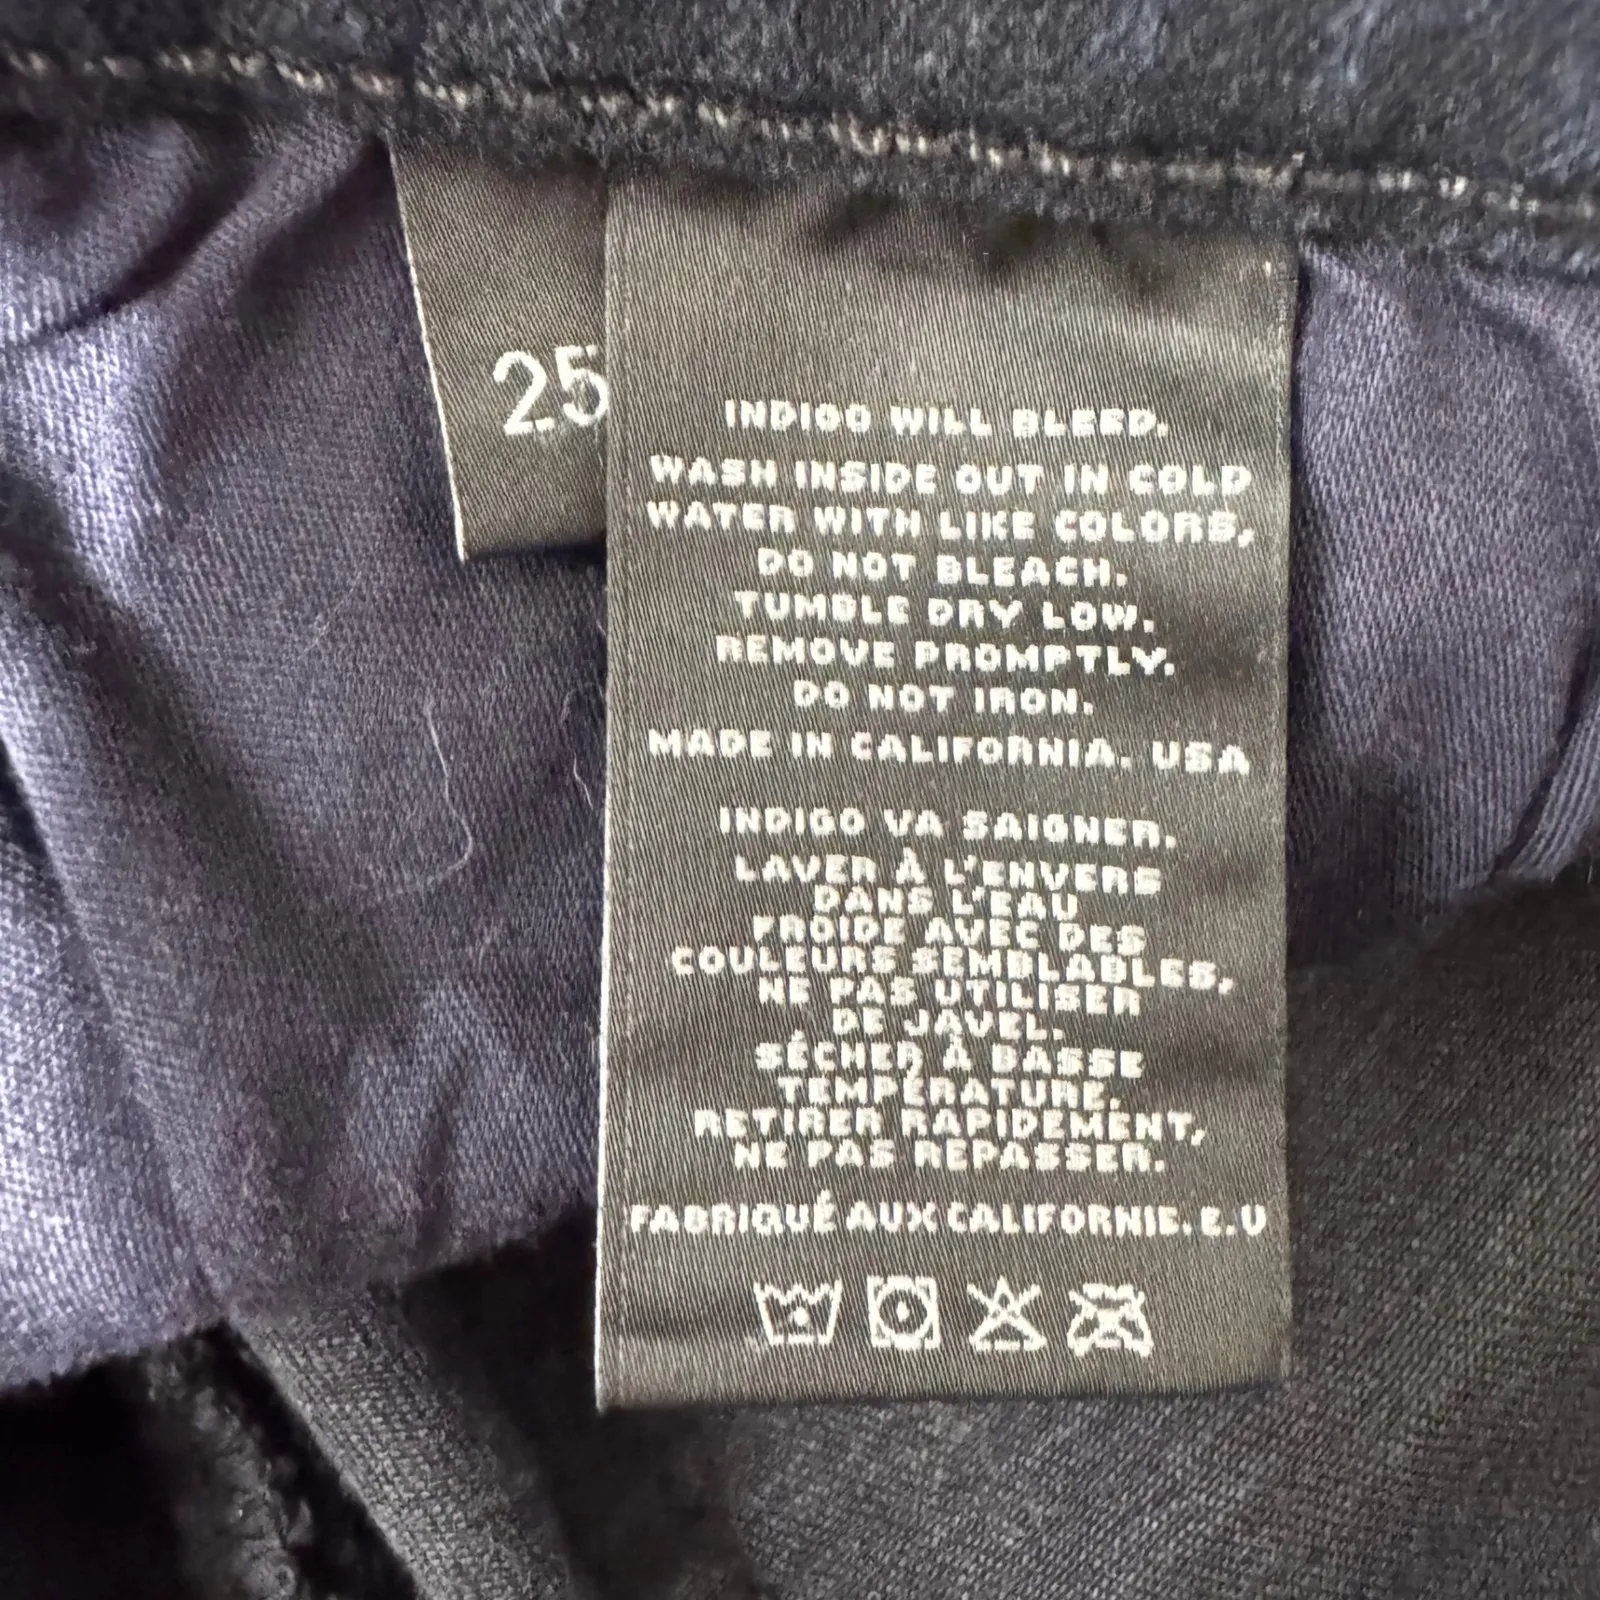 25
INDIGO WILL BLEED.
WASH INSIDE OUT IN COLD
WATER WITH LIKE COLORS,
DO NOT BLEACH.
TUMBLE DRY LOW.
REMOVE PROMPTLY.
DO NOT IRON.
MADE IN CALIFORNIA. USA
INDIGO VA SAIGNER.
LAVER À L'ENVERS
DANS L'EAU
FROIDE AVEC DES
COULEURS SEMBLABLES,
NE PAS UTILISER
DE JAVEL.
SÉCHER À BASSE
TEMPÉRATURE.
RETIRER RAPIDEMENT,
NE PAS REPASSER.
FABRIQUÉ AUX CALIFORNIE. E.U